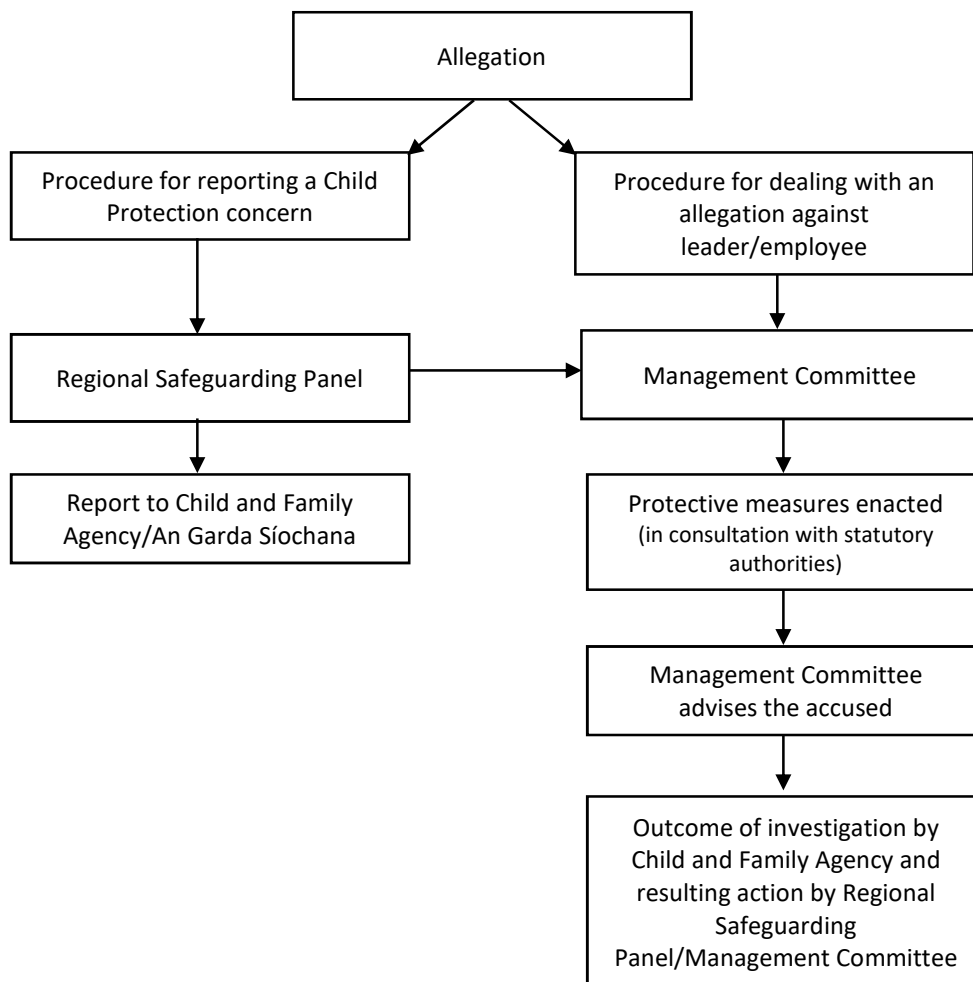 Allegation
Procedure for reporting a Child
Protection concern
Procedure for dealing with an
allegation against
leader/employee
Regional Safeguarding Panel
Management Committee
Report to Child and Family
Agency/An Garda Síochana
Protective measures enacted
(in consultation with statutory
authorities)
Management Committee
advises the accused
Outcome of investigation by
Child and Family Agency and
resulting action by Regional
Safeguarding
Panel/Management Committee